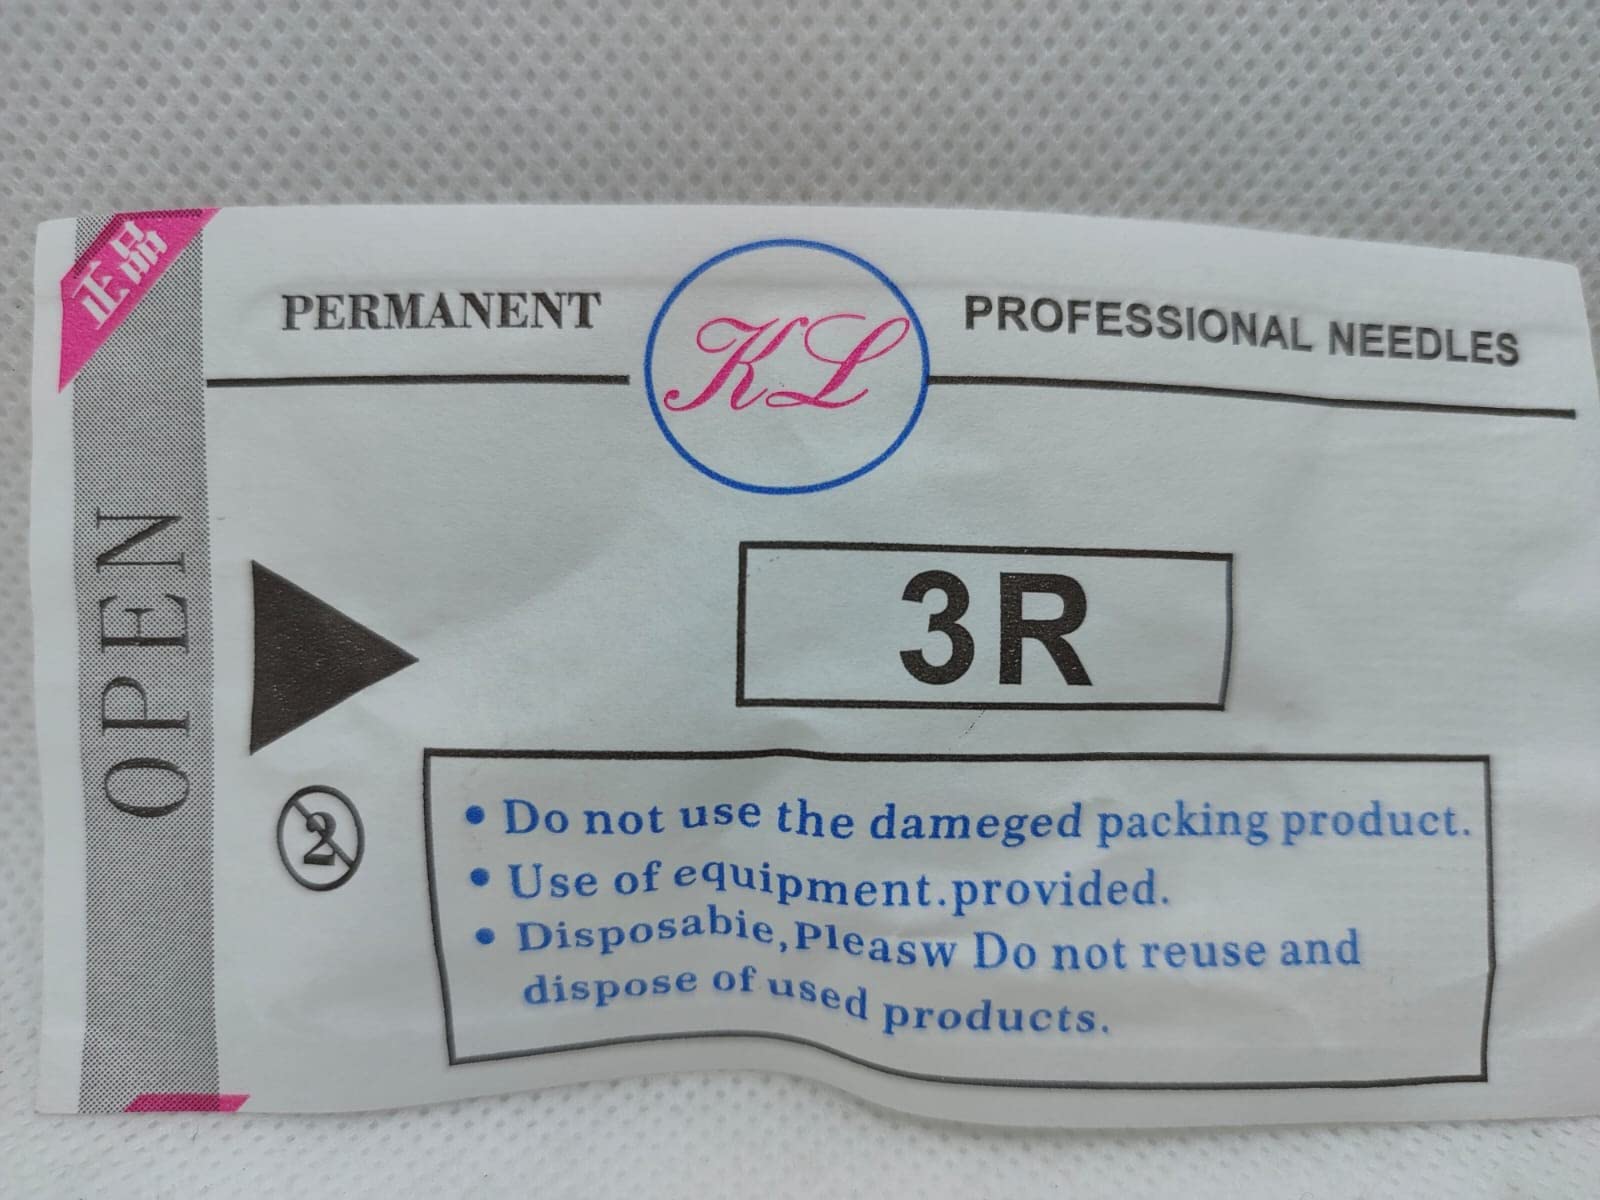 正品
PERMANENT
KL
PROFESSIONAL NEEDLES
OPEN
3R
2
• Do not use the dameged packing product.
• Use of equipment.provided.
• Disposabie,Pleasw Do not reuse and
dispose of used products.